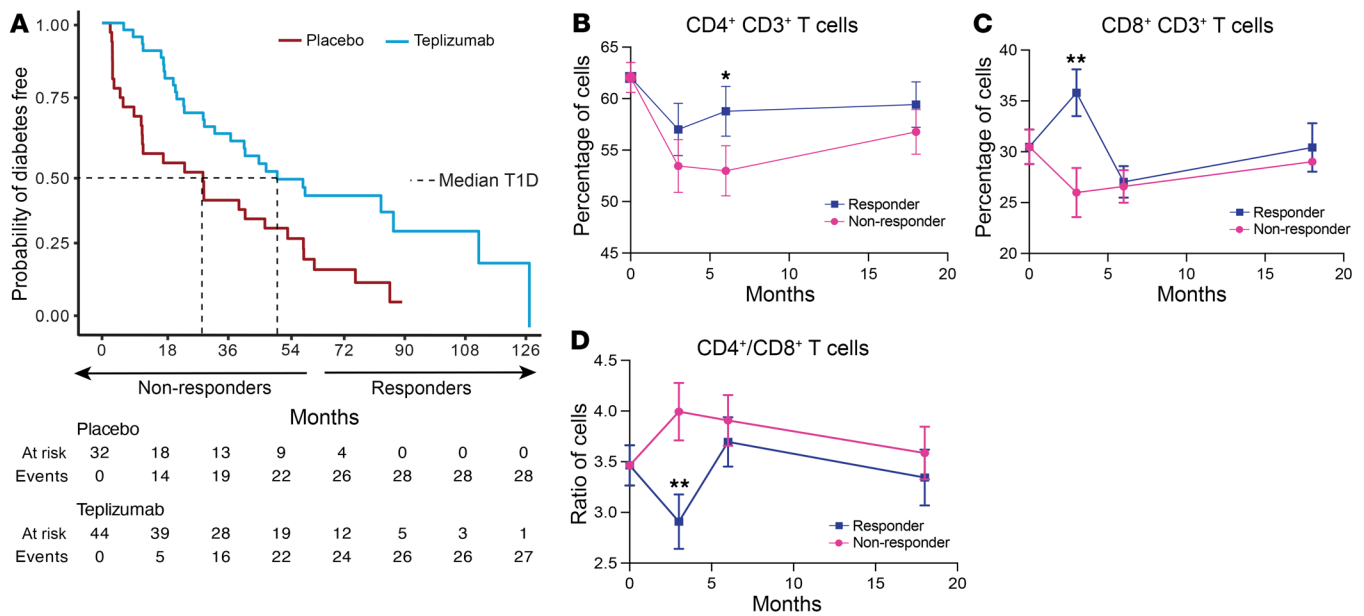 A
Placebo Teplizumab
Probability of diabetes free
1.00
0.75
0.50
0.25
0.00
Median T1D
0 18 36 54 72 90 108 126
Non-responders Responders
Months
Placebo
At risk 32 18 13 9 4 0 0 0
Events 0 14 19 22 26 28 28 28
Teplizumab
At risk 44 39 28 19 12 5 3 1
Events 0 5 16 22 24 26 26 27
B
CD4⁺ CD3⁺ T cells
Percentage of cells
65
60
55
50
45
*
Responder
Non-responder
0 5 10 15 20
Months
C
CD8⁺ CD3⁺ T cells
Percentage of cells
40
35
30
25
20
**
Responder
Non-responder
0 5 10 15 20
Months
D
CD4⁺/CD8⁺ T cells
Ratio of cells
4.5
4.0
3.5
3.0
2.5
**
Responder
Non-responder
0 5 10 15 20
Months